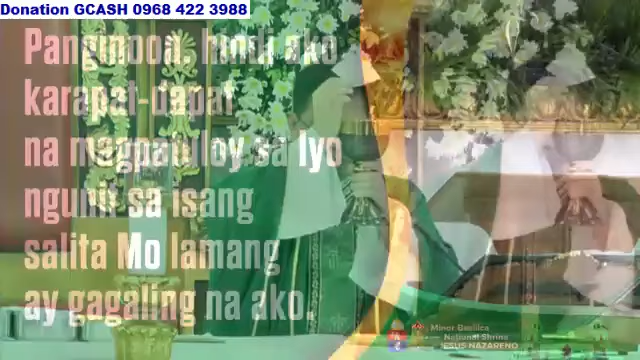 Donation GCASH 0968 422 3988
Panginoon, hindi ako
karapat-dapat
na magpatuloy sa Iyo
ngunit sa isang
salita Mo lamang
ay gagaling na ako.
Minor Basilica
National Shrine
JESUS NAZARENO